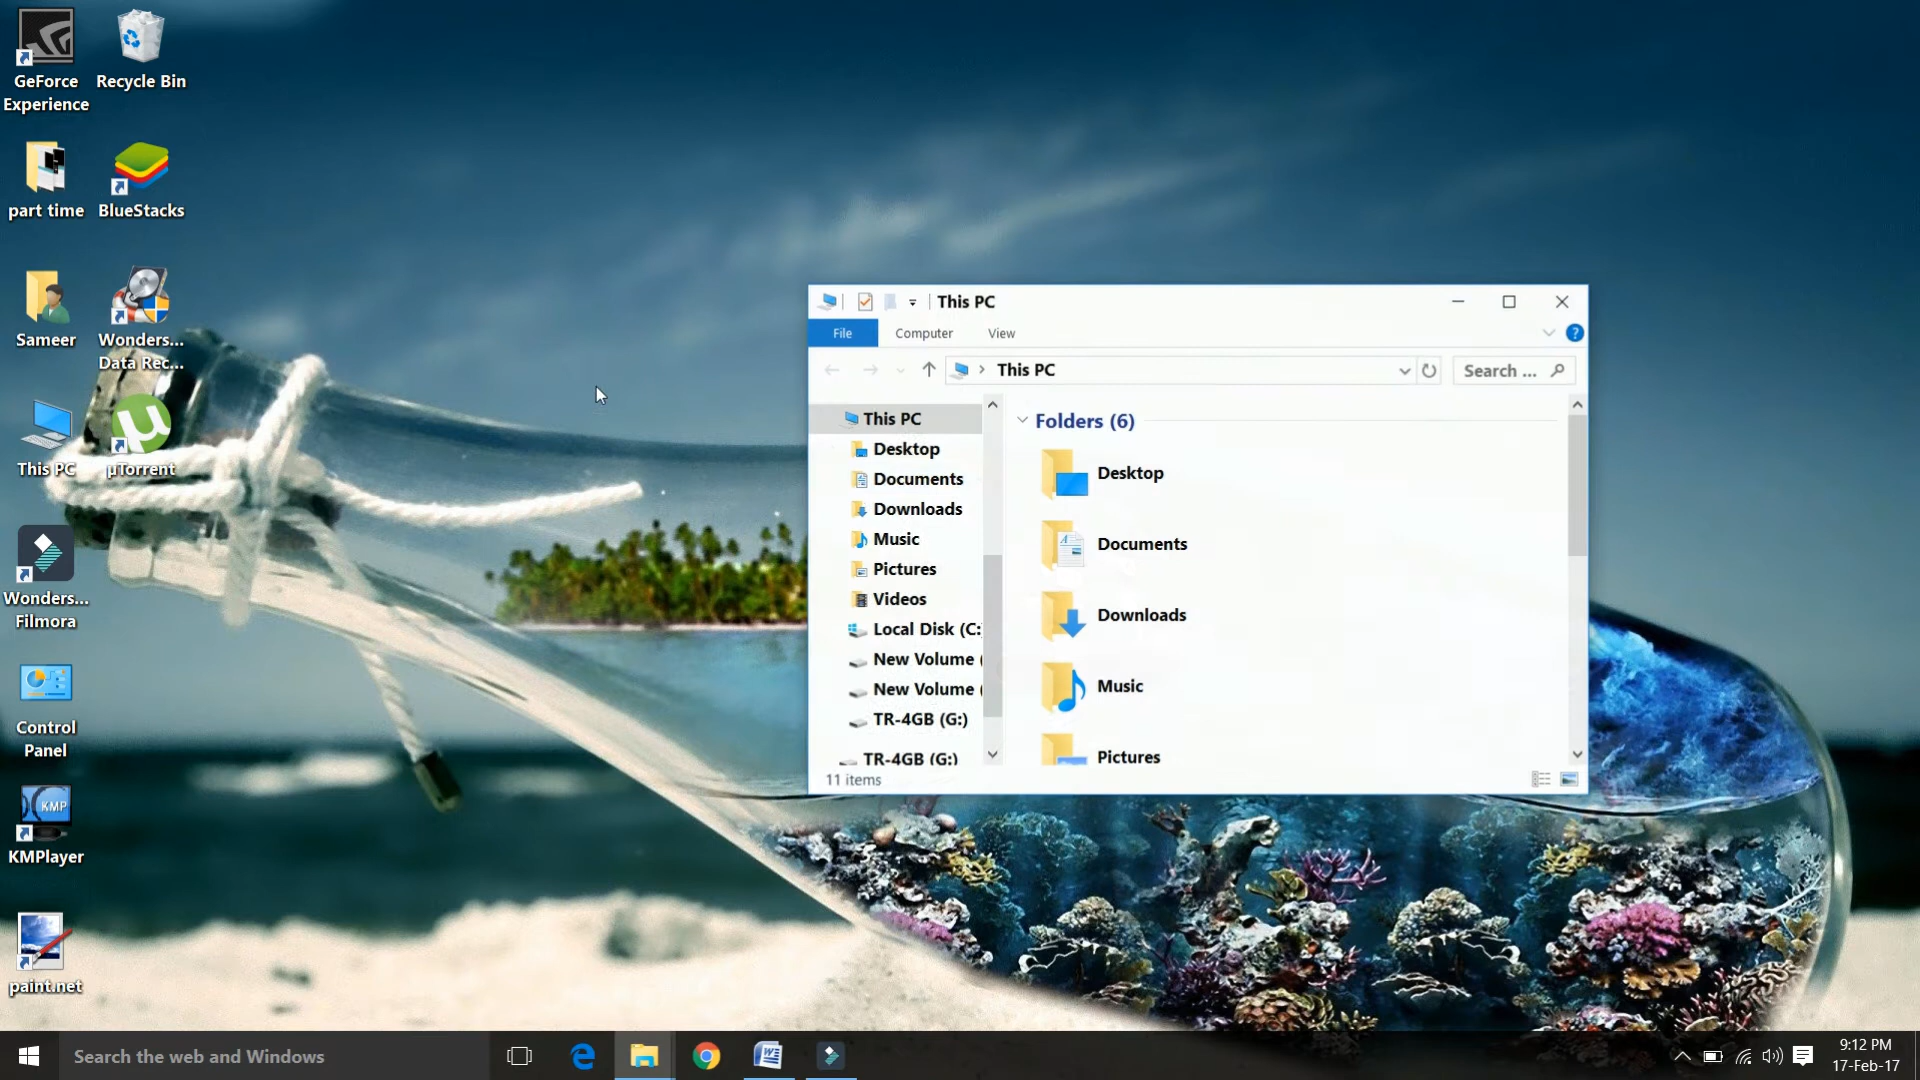 GeForce
Experience
Recycle Bin
part time
BlueStacks
Sameer
Wonders...
Data Rec...
This PC
µTorrent
Wonders...
Filmora
Control
Panel
KMP
KMPlayer
paint.net
This PC
File
Computer
View
?
This PC
Search ...
This PC
Desktop
Documents
Downloads
Music
Pictures
Videos
Local Disk (C:
New Volume (
New Volume (
TR-4GB (G:)
TR-4GB (G:)
Folders (6)
Desktop
Documents
Downloads
Music
Pictures
11 items
Search the web and Windows
9:12 PM
17-Feb-17